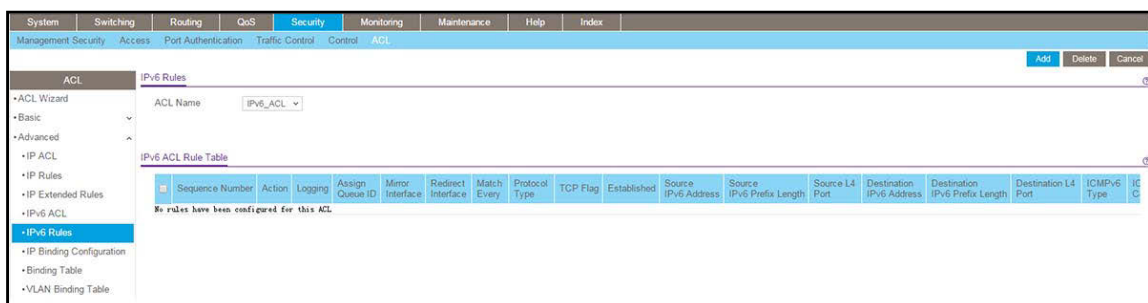 System Switching Routing QoS Security Monitoring Maintenance Help Index
Management Security Access Port Authentication Traffic Control Control ACL
Add Delete Cancel
ACL
IPv6 Rules
ACL Wizard
ACL Name IPv6_ACL
Basic
Advanced
IP ACL
IPv6 ACL Rule Table
IP Rules
IP Extended Rules
Sequence Number Action Logging Assign Queue ID Mirror Interface Redirect Interface Match Every Protocol Type TCP Flag Established Source IPv6 Address Source IPv6 Prefix Length Source L4 Port Destination IPv6 Address Destination IPv6 Prefix Length Destination L4 Port ICMPv6 Type
IPv6 ACL
No rules have been configured for this ACL
IPv6 Rules
IP Binding Configuration
Binding Table
VLAN Binding Table